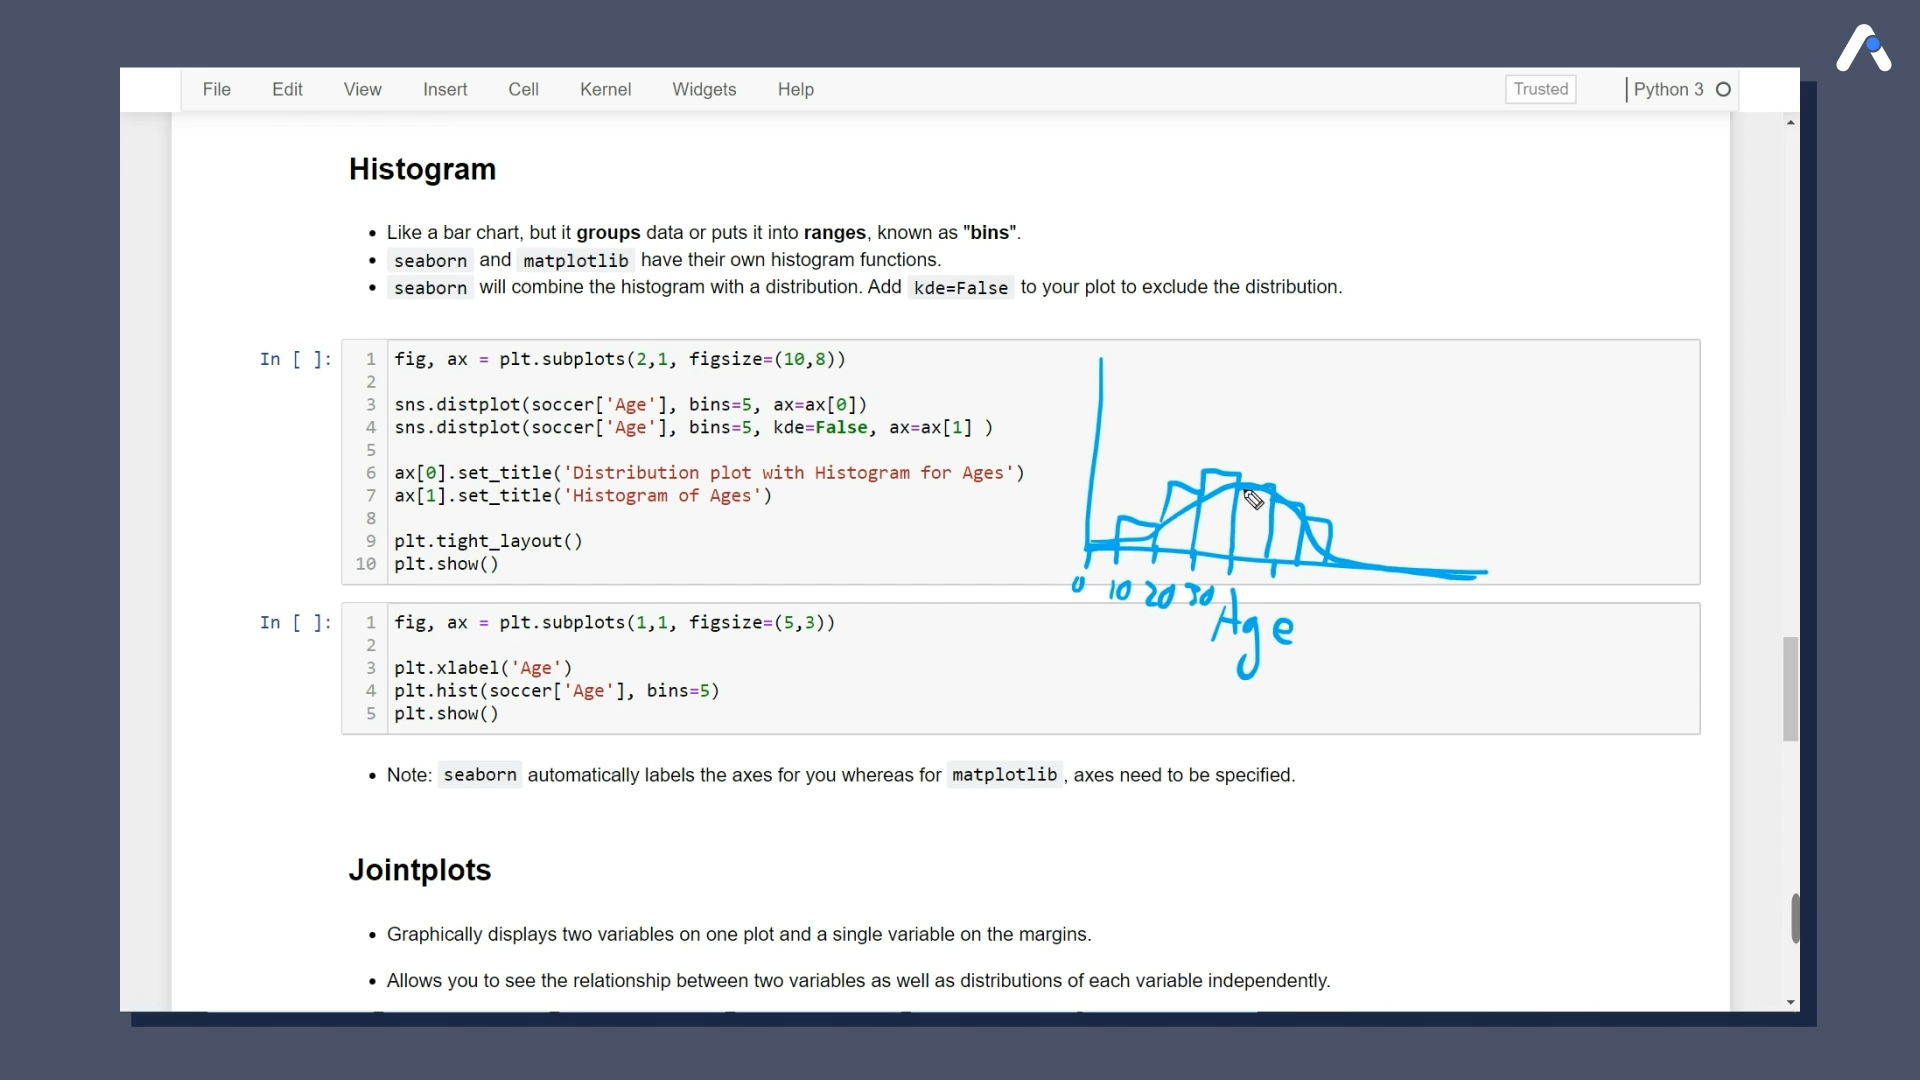 File Edit View Insert Cell Kernel Widgets Help Trusted Python 3
Histogram
Like a bar chart, but it groups data or puts it into ranges, known as "bins".
seaborn and matplotlib have their own histogram functions.
seaborn will combine the histogram with a distribution. Add kde=False to your plot to exclude the distribution.
In [ ]:
1 fig, ax = plt.subplots(2,1, figsize=(10,8))
2
3 sns.distplot(soccer['Age'], bins=5, ax=ax[0])
4 sns.distplot(soccer['Age'], bins=5, kde=False, ax=ax[1] )
5
6 ax[0].set_title('Distribution plot with Histogram for Ages')
7 ax[1].set_title('Histogram of Ages')
8
9 plt.tight_layout()
10 plt.show()
0 10 20 30
Age
In [ ]:
1 fig, ax = plt.subplots(1,1, figsize=(5,3))
2
3 plt.xlabel('Age')
4 plt.hist(soccer['Age'], bins=5)
5 plt.show()
Note: seaborn automatically labels the axes for you whereas for matplotlib , axes need to be specified.
Jointplots
Graphically displays two variables on one plot and a single variable on the margins.
Allows you to see the relationship between two variables as well as distributions of each variable independently.